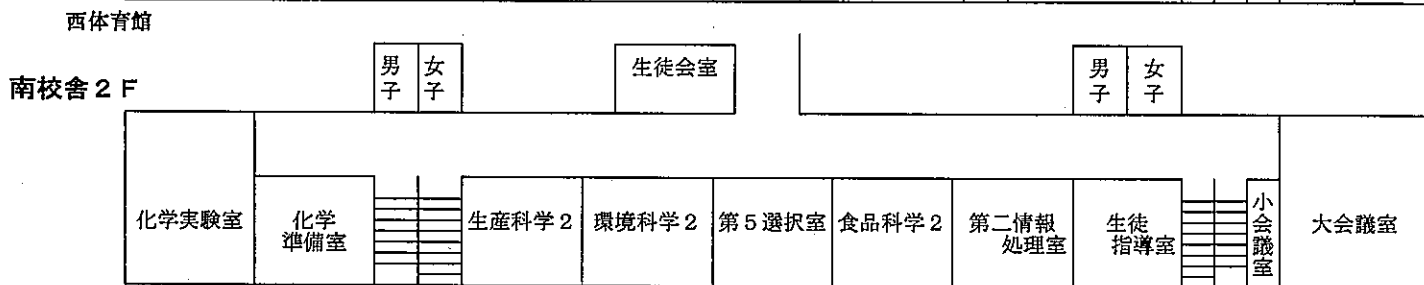 西体育館
男子
女子
生徒会室
男子
女子
南校舎2F
化学実験室
化学
準備室
生産科学2
環境科学2
第5選択室
食品科学2
第二情報
処理室
生徒
指導室
小会議室
大会議室